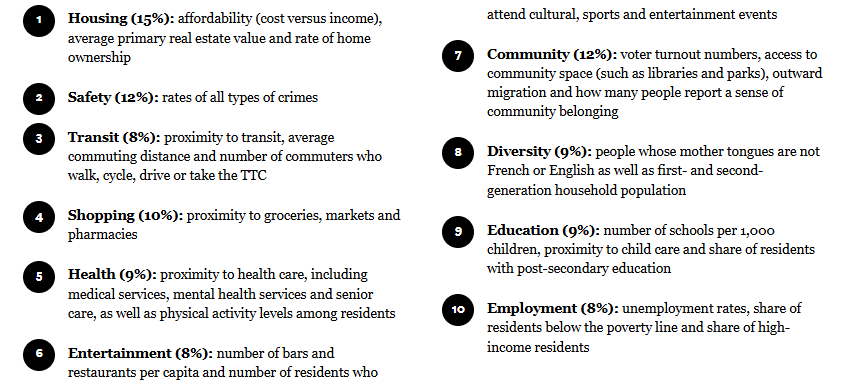 1 Housing (15%): affordability (cost versus income),
average primary real estate value and rate of home
ownership
2 Safety (12%): rates of all types of crimes
3 Transit (8%): proximity to transit, average
commuting distance and number of commuters who
walk, cycle, drive or take the TTC
4 Shopping (10%): proximity to groceries, markets and
pharmacies
5 Health (9%): proximity to health care, including
medical services, mental health services and senior
care, as well as physical activity levels among residents
6 Entertainment (8%): number of bars and
restaurants per capita and number of residents who
attend cultural, sports and entertainment events
7 Community (12%): voter turnout numbers, access to
community space (such as libraries and parks), outward
migration and how many people report a sense of
community belonging
8 Diversity (9%): people whose mother tongues are not
French or English as well as first- and second-
generation household population
9 Education (9%): number of schools per 1,000
children, proximity to child care and share of residents
with post-secondary education
10 Employment (8%): unemployment rates, share of
residents below the poverty line and share of high-
income residents